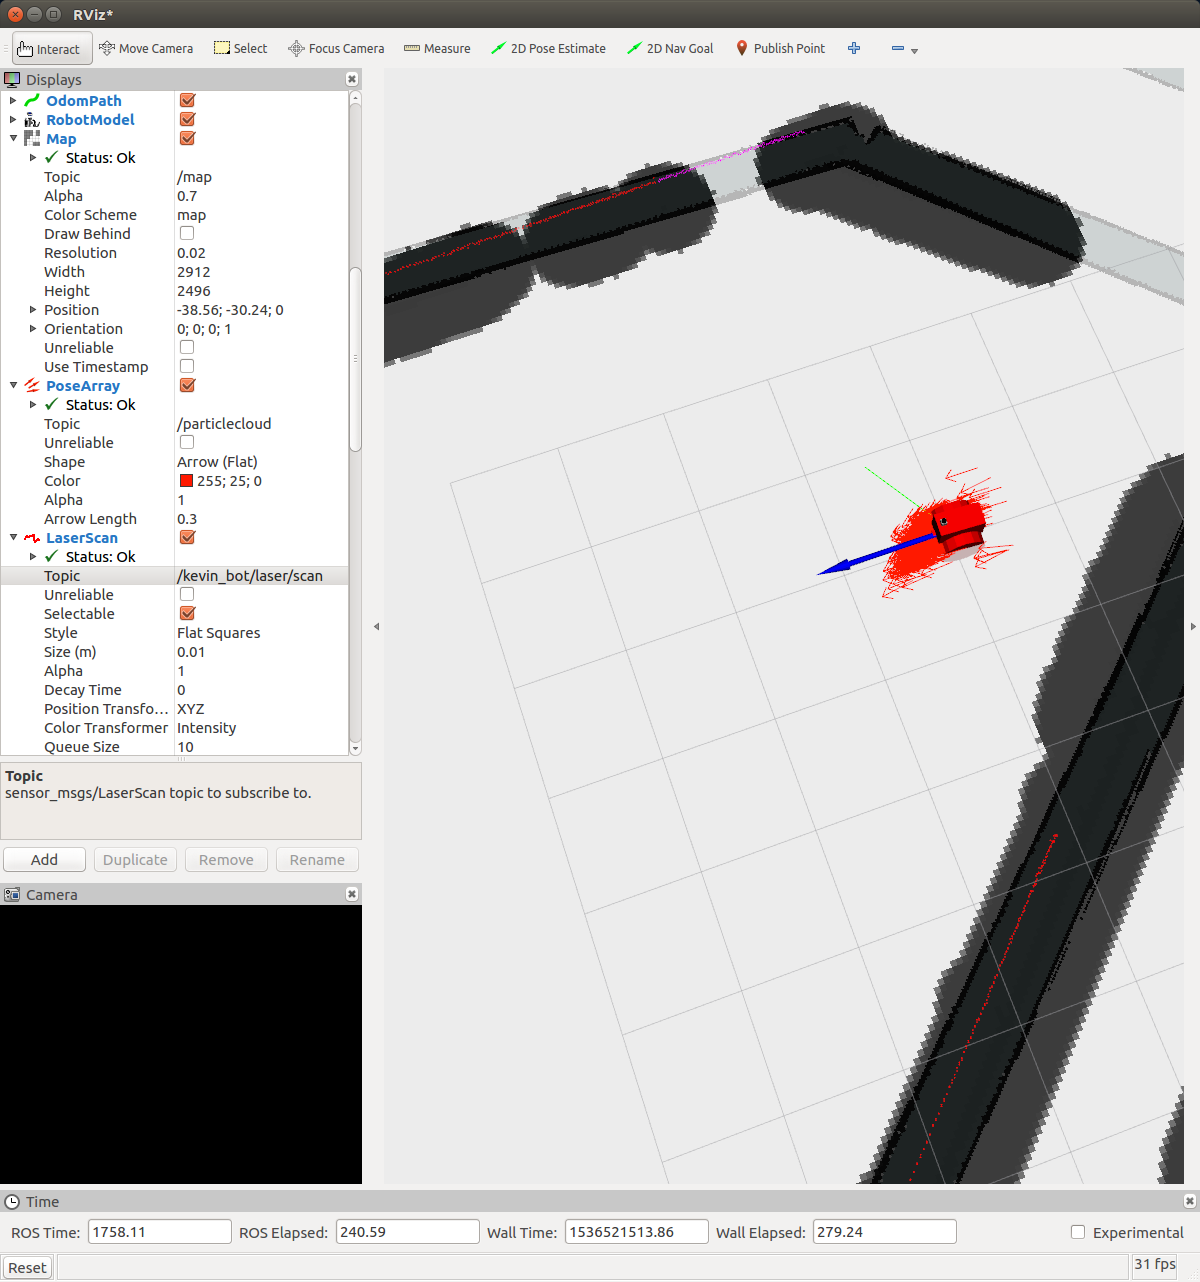 RViz*
Interact Move Camera Select Focus Camera Measure 2D Pose Estimate 2D Nav Goal Publish Point
Displays
OdomPath
RobotModel
Map
Status: Ok
Topic /map
Alpha 0.7
Color Scheme map
Draw Behind
Resolution 0.02
Width 2912
Height 2496
Position -38.56; -30.24; 0
Orientation 0; 0; 0; 1
Unreliable
Use Timestamp
PoseArray
Status: Ok
Topic /particlecloud
Unreliable
Shape Arrow (Flat)
Color 255; 25; 0
Alpha 1
Arrow Length 0.3
LaserScan
Status: Ok
Topic /kevin_bot/laser/scan
Unreliable
Selectable
Style Flat Squares
Size (m) 0.01
Alpha 1
Decay Time 0
Position Transfo... XYZ
Color Transformer Intensity
Queue Size 10
Topic
sensor_msgs/LaserScan topic to subscribe to.
Add Duplicate Remove Rename
Camera
Time
ROS Time: 1758.11 ROS Elapsed: 240.59 Wall Time: 1536521513.86 Wall Elapsed: 279.24 Experimental
Reset 31 fps